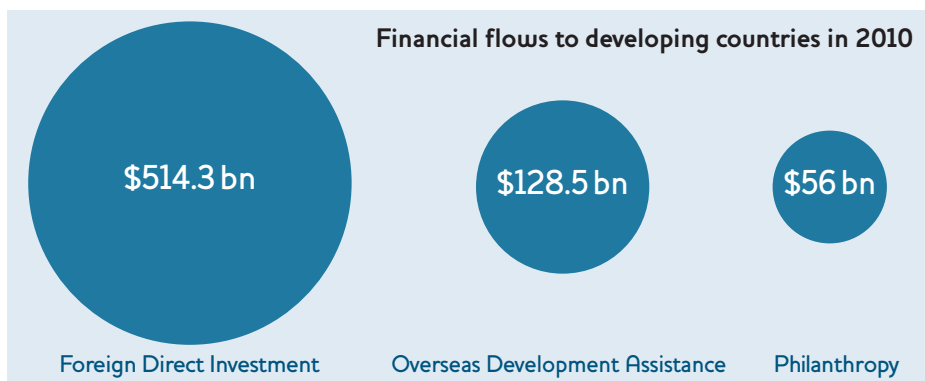 Financial flows to developing countries in 2010
$514.3 bn
$128.5 bn
$56 bn
Foreign Direct Investment
Overseas Development Assistance
Philanthropy